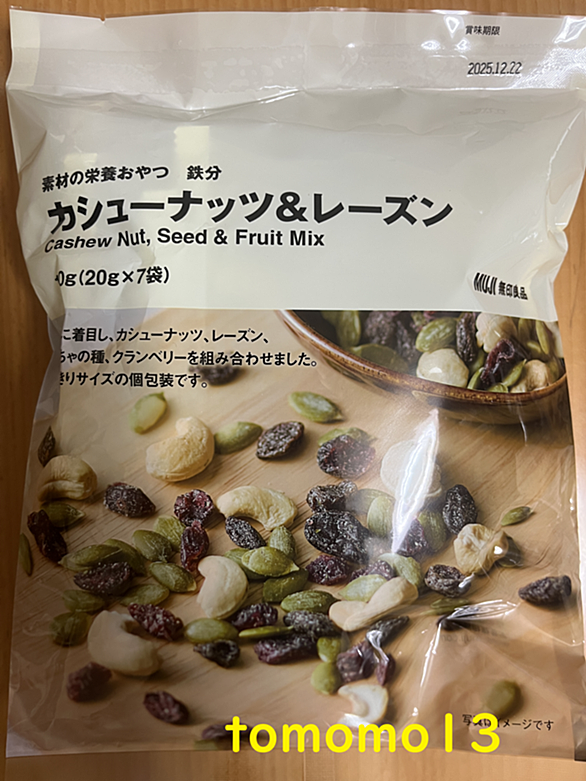 賞味期限
2025.12.22
素材の栄養おやつ 鉄分
カシューナッツ&レーズン
Cashew Nut, Seed & Fruit Mix
0g(20g×7袋)
MUJI 無印良品
に着目し、カシューナッツ、レーズン、
ちゃの種、クランベリーを組み合わせました。
きりサイズの個包装です。
イメージです
tomomo13